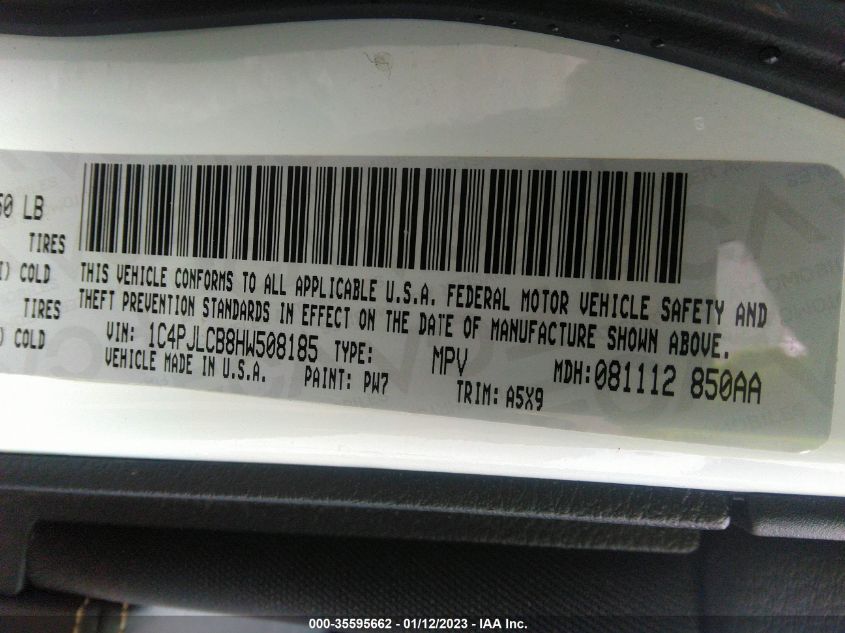 50 LB
TIRES
I) COLD
TIRES
) COLD
THIS VEHICLE CONFORMS TO ALL APPLICABLE U.S.A. FEDERAL MOTOR VEHICLE SAFETY AND
THEFT PREVENTION STANDARDS IN EFFECT ON THE DATE OF MANUFACTURE SHOWN ABOVE.
VIN: 1C4PJLCB8HW508185 TYPE: MPV MDH:081112 850AA
VEHICLE MADE IN U.S.A. PAINT: PW7 TRIM: A5X9
000-35595662 - 01/12/2023 - IAA Inc.